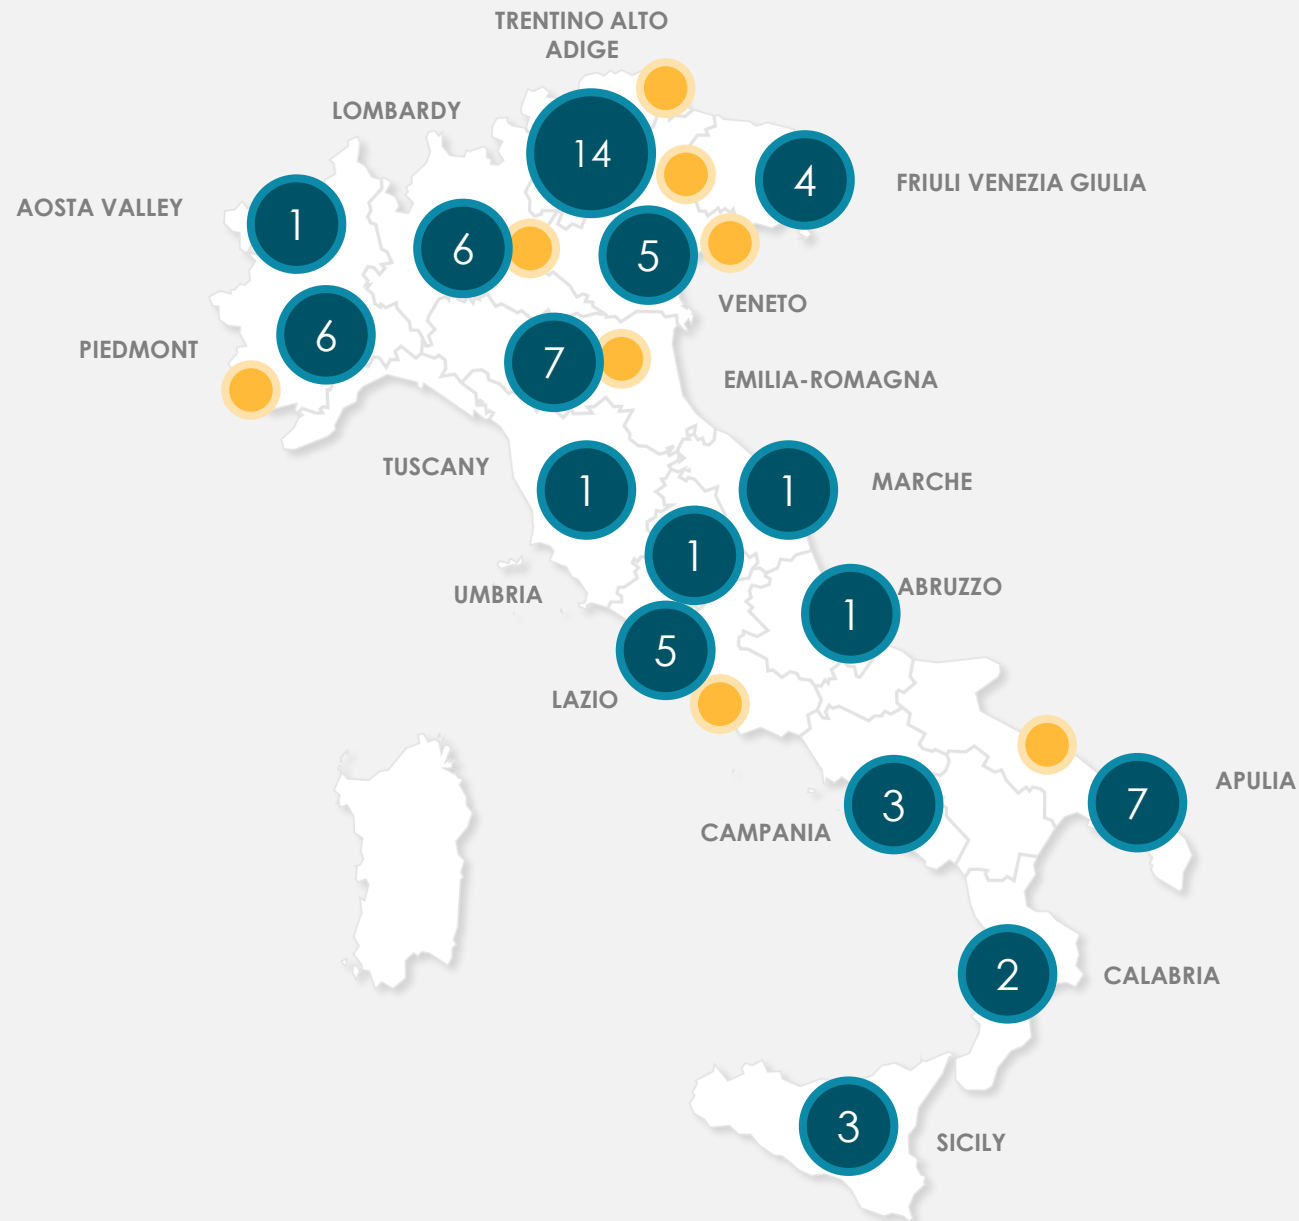 TRENTINO ALTO
ADIGE
LOMBARDY
14
4
FRIULI VENEZIA GIULIA
AOSTA VALLEY
1
6
5
VENETO
PIEDMONT
6
7
EMILIA-ROMAGNA
TUSCANY
1
1
MARCHE
1
UMBRIA
ABRUZZO
1
5
LAZIO
APULIA
7
3
CAMPANIA
2
CALABRIA
3
SICILY